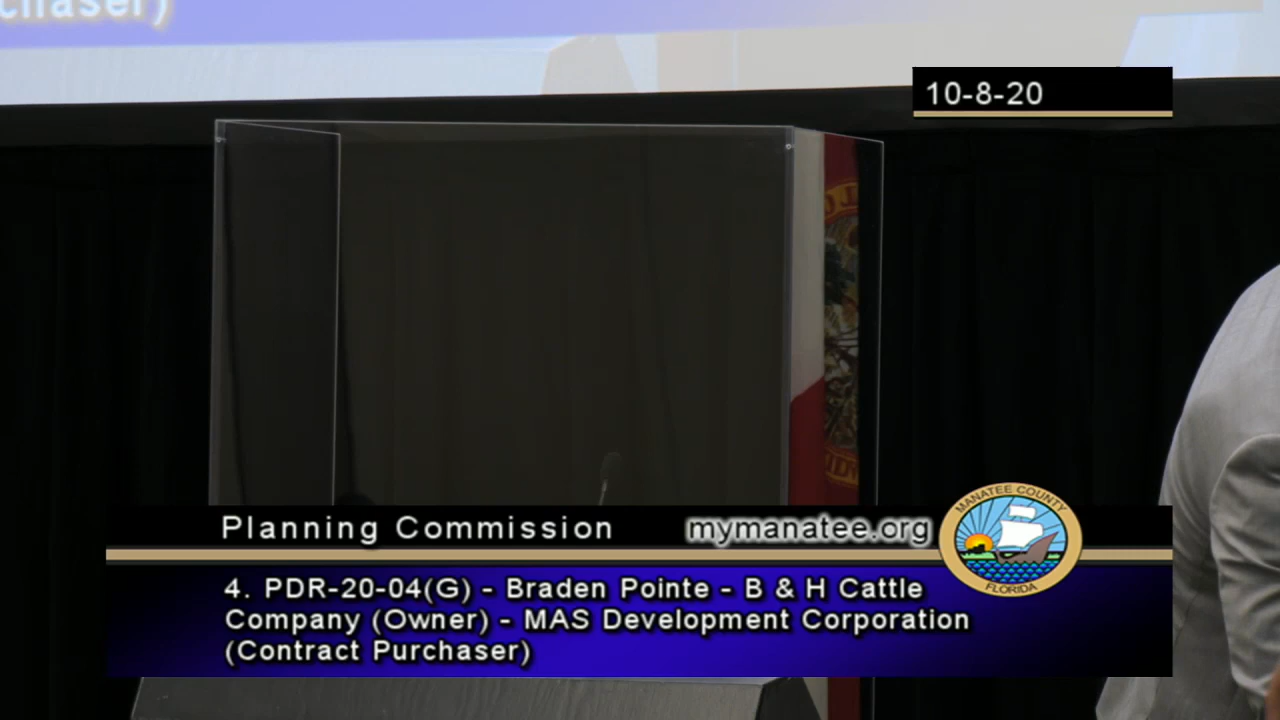 chaser)
10-8-20
Planning Commission
mymanatee.org
MANATEE COUNTY
FLORIDA
4. PDR-20-04(G) - Braden Pointe - B & H Cattle
Company (Owner) - MAS Development Corporation
(Contract Purchaser)